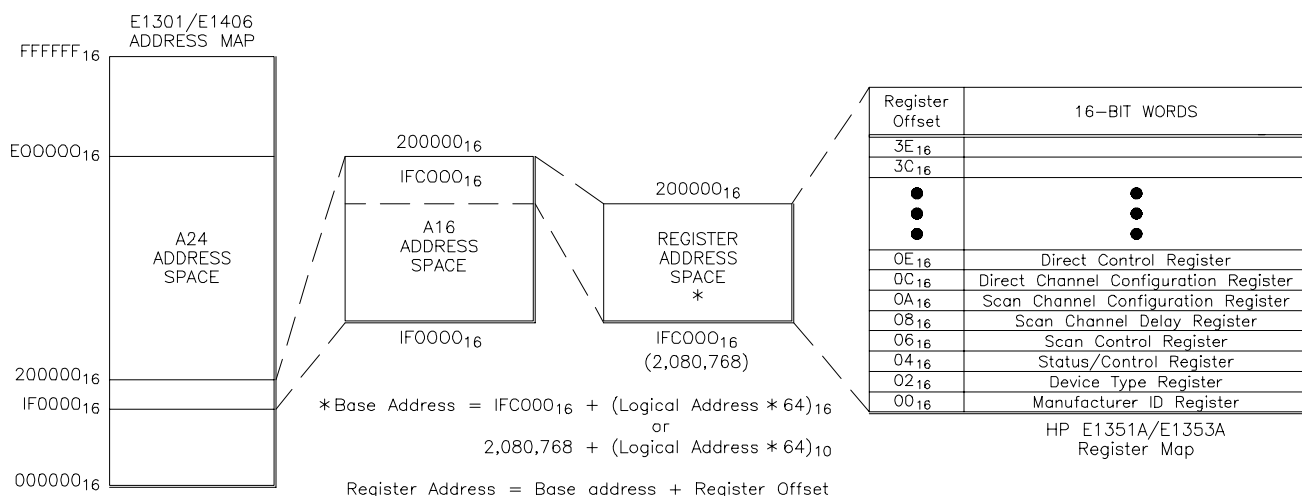 E1301/E1406
ADDRESS MAP
FFFFFF16
E0000016
A24
ADDRESS
SPACE
20000016
IF000016
00000016
20000016
IFC00016
A16
ADDRESS
SPACE
IF000016
20000016
REGISTER
ADDRESS
SPACE
*
IFC00016
(2,080,768)
*Base Address = IFC00016 + (Logical Address * 64)16
or
2,080,768 + (Logical Address * 64)10
Register Address = Base address + Register Offset
Register
Offset
16-BIT WORDS
3E16
3C16
0E16 Direct Control Register
0C16 Direct Channel Configuration Register
0A16 Scan Channel Configuration Register
0816 Scan Channel Delay Register
0616 Scan Control Register
0416 Status/Control Register
0216 Device Type Register
0016 Manufacturer ID Register
HP E1351A/E1353A
Register Map